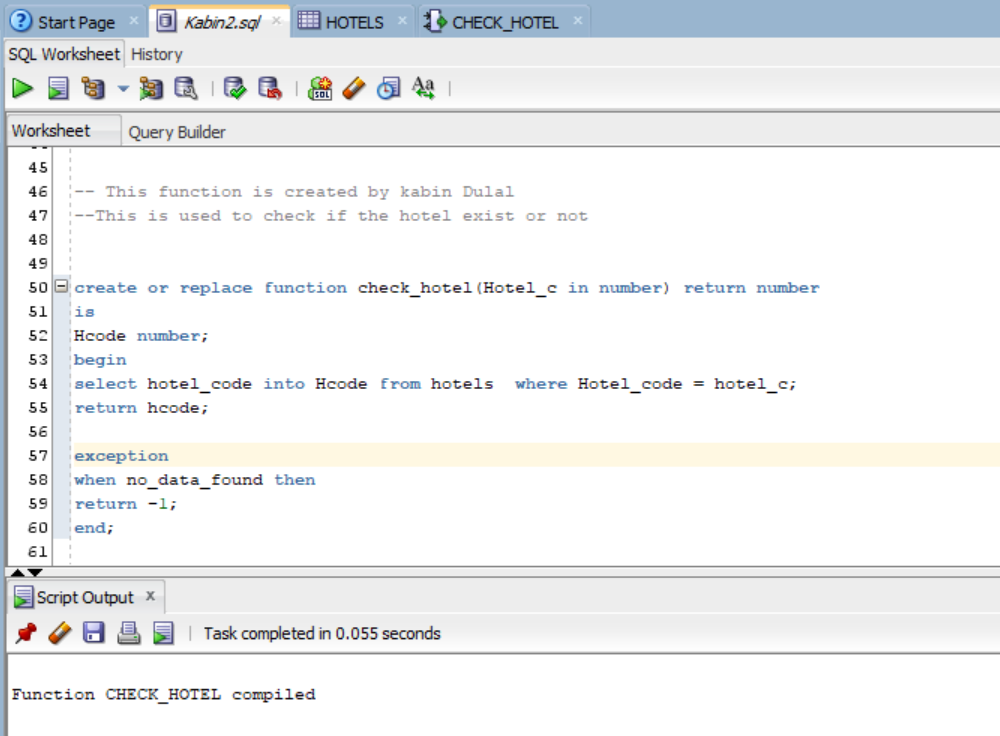 Start Page × Kabin2.sql × HOTELS × CHECK_HOTEL ×
SQL Worksheet History
Worksheet Query Builder
45
46 -- This function is created by kabin Dulal
47 --This is used to check if the hotel exist or not
48
49
50 create or replace function check_hotel(Hotel_c in number) return number
51 is
52 Hcode number;
53 begin
54 select hotel_code into Hcode from hotels  where Hotel_code = hotel_c;
55 return hcode;
56
57 exception
58 when no_data_found then
59 return -1;
60 end;
61
Script Output x
Task completed in 0.055 seconds
Function CHECK_HOTEL compiled